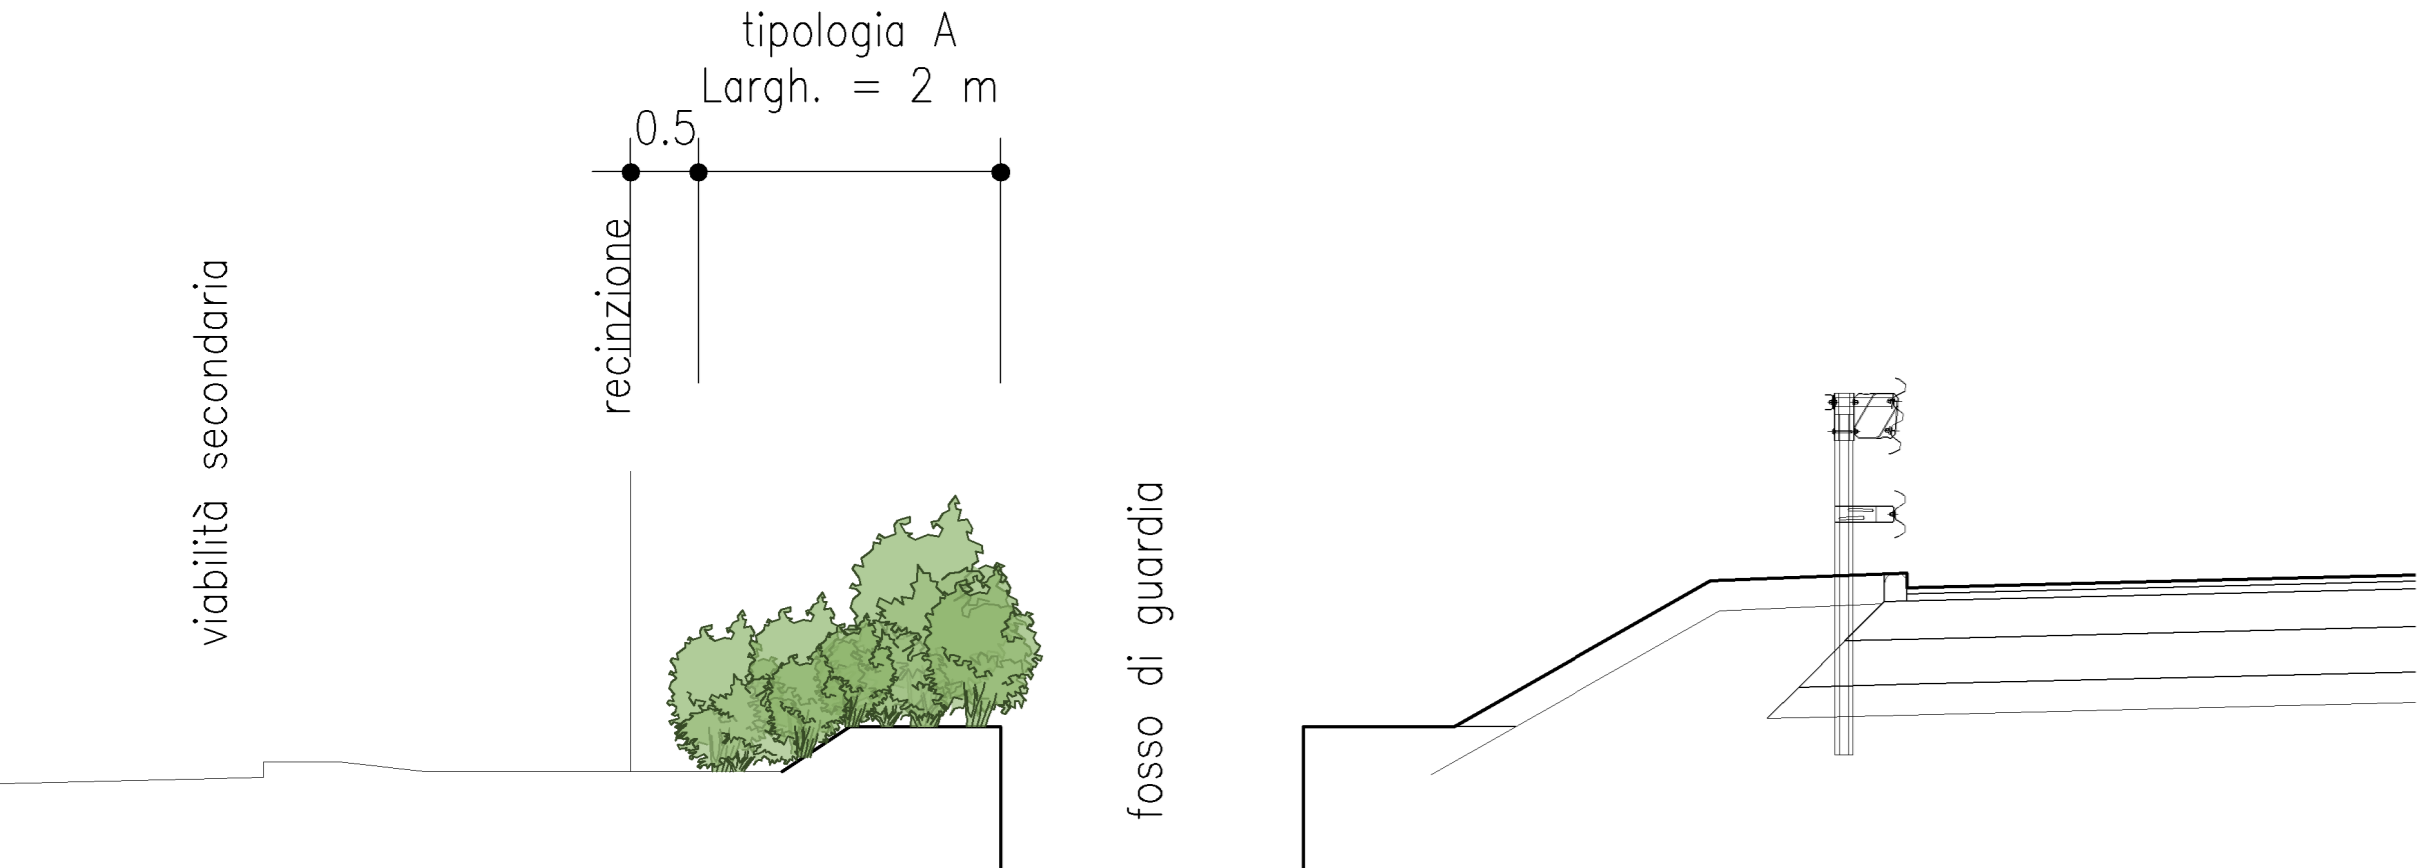 tipologia A
Largh. = 2 m
0.5
recinzione
viabilità secondaria
fosso di guardia